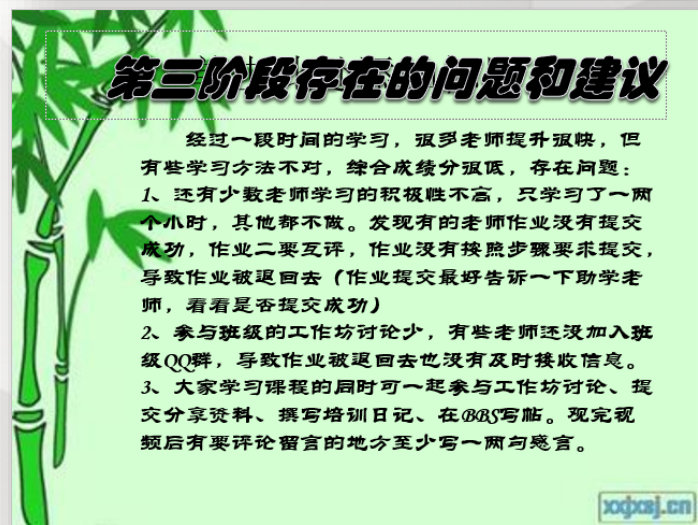 第三阶段存在的问题和建议
经过一段时间的学习，很多老师提升很快，但
有些学习方法不对，综合成绩分很低，存在问题：
1、还有少数老师学习的积极性不高，只学习了一两
个小时，其他都不做。发现有的老师作业没有提交
成功，作业二要互评，作业没有按照步骤要求提交，
导致作业被退回去（作业提交最好告诉一下助学老
师，看看是否提交成功）
2、参与班级的工作坊讨论少，有些老师还没加入班
级QQ群，导致作业被退回去也没有及时接收信息。
3、大家学习课程的同时可一起参与工作坊讨论、提
交分享资料、撰写培训日记、在BBS写帖。观完视
频后有要评论留言的地方至少写一两句感言。
xxjxsj.cn